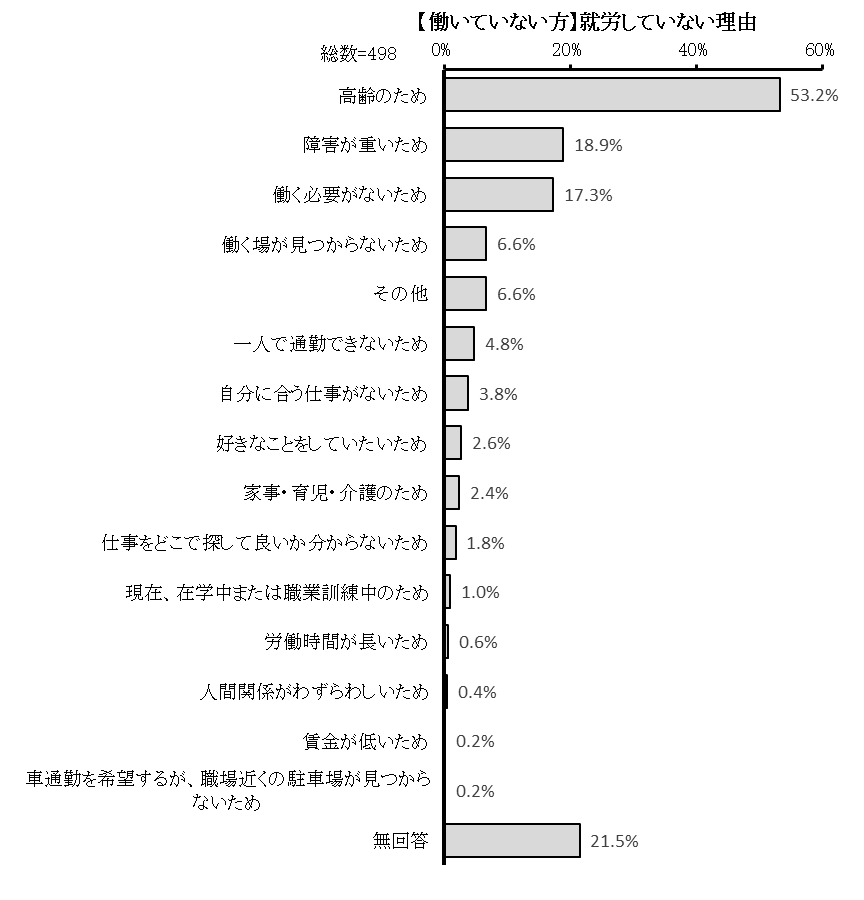 【働いていない方】就労していない理由
総数=498
0% 20% 40% 60%
高齢のため 53.2%
障害が重いため 18.9%
働く必要がないため 17.3%
働く場が見つからないため 6.6%
その他 6.6%
一人で通勤できないため 4.8%
自分に合う仕事がないため 3.8%
好きなことをしていたいため 2.6%
家事・育児・介護のため 2.4%
仕事をどこで探して良いか分からないため 1.8%
現在、在学中または職業訓練中のため 1.0%
労働時間が長いため 0.6%
人間関係がわずらわしいため 0.4%
賃金が低いため 0.2%
車通勤を希望するが、職場近くの駐車場が見つから
ないため 0.2%
無回答 21.5%